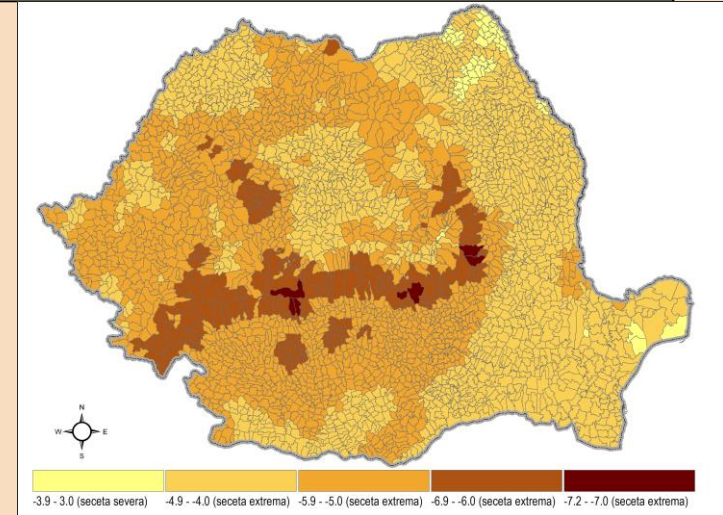 N
W E
S
-3.9 - 3.0 (seceta severa) -4.9 - -4.0 (seceta extrema) -5.9 - -5.0 (seceta extrema) -6.9 - -6.0 (seceta extrema) -7.2 - -7.0 (seceta extrema)